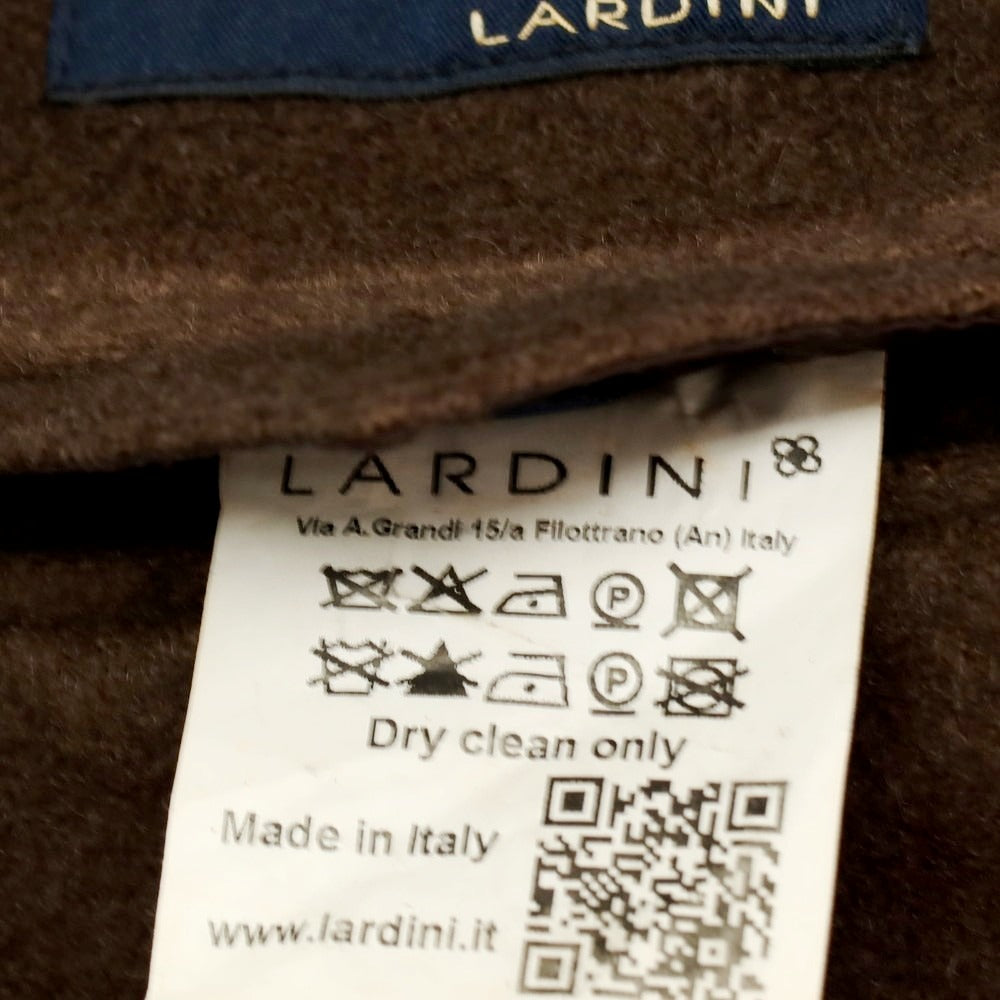 LARDINI
LARDINI
Via A.Grandi 15/a Filottrano (An) Italy
P
P
Dry clean only
Made in Italy
www.lardini.it